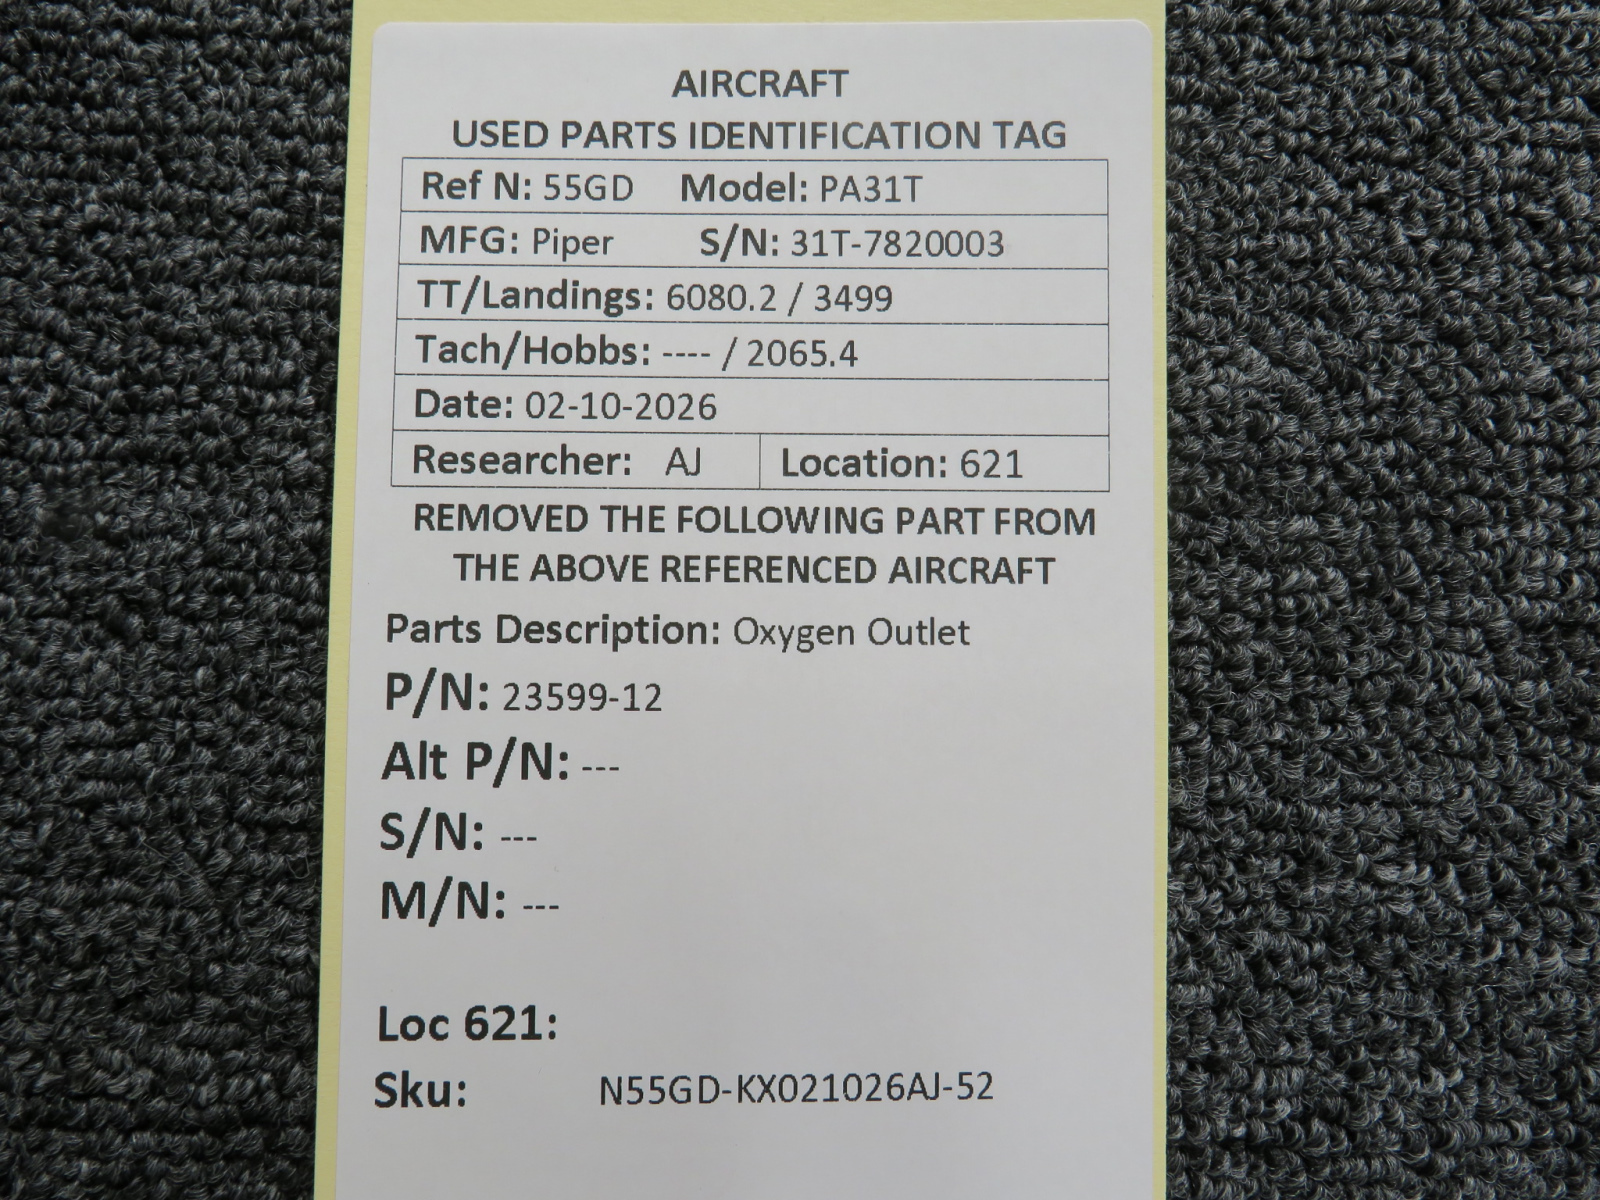 AIRCRAFT
USED PARTS IDENTIFICATION TAG
Ref N: 55GD Model: PA31T
MFG: Piper S/N: 31T-7820003
TT/Landings: 6080.2 / 3499
Tach/Hobbs: ---- / 2065.4
Date: 02-10-2026
Researcher: AJ Location: 621
REMOVED THE FOLLOWING PART FROM
THE ABOVE REFERENCED AIRCRAFT
Parts Description: Oxygen Outlet
P/N: 23599-12
Alt P/N: ---
S/N: ---
M/N: ---
Loc 621:
Sku: N55GD-KX021026AJ-52